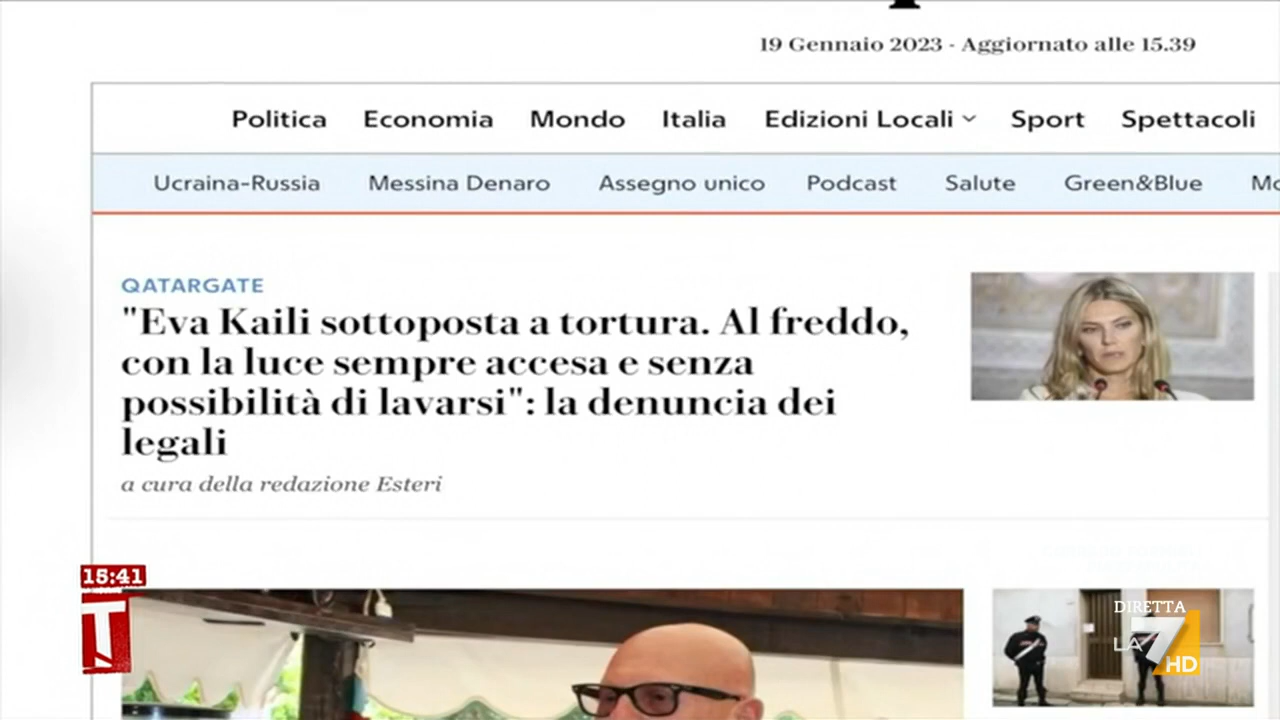 19 Gennaio 2023 - Aggiornato alle 15.39
Politica Economia Mondo Italia Edizioni Locali Sport Spettacoli
Ucraina-Russia Messina Denaro Assegno unico Podcast Salute Green&Blue
QATARGATE
"Eva Kaili sottoposta a tortura. Al freddo,
con la luce sempre accesa e senza
possibilità di lavarsi": la denuncia dei
legali
a cura della redazione Esteri
15:41
T
DIRETTA
LA 7
HD